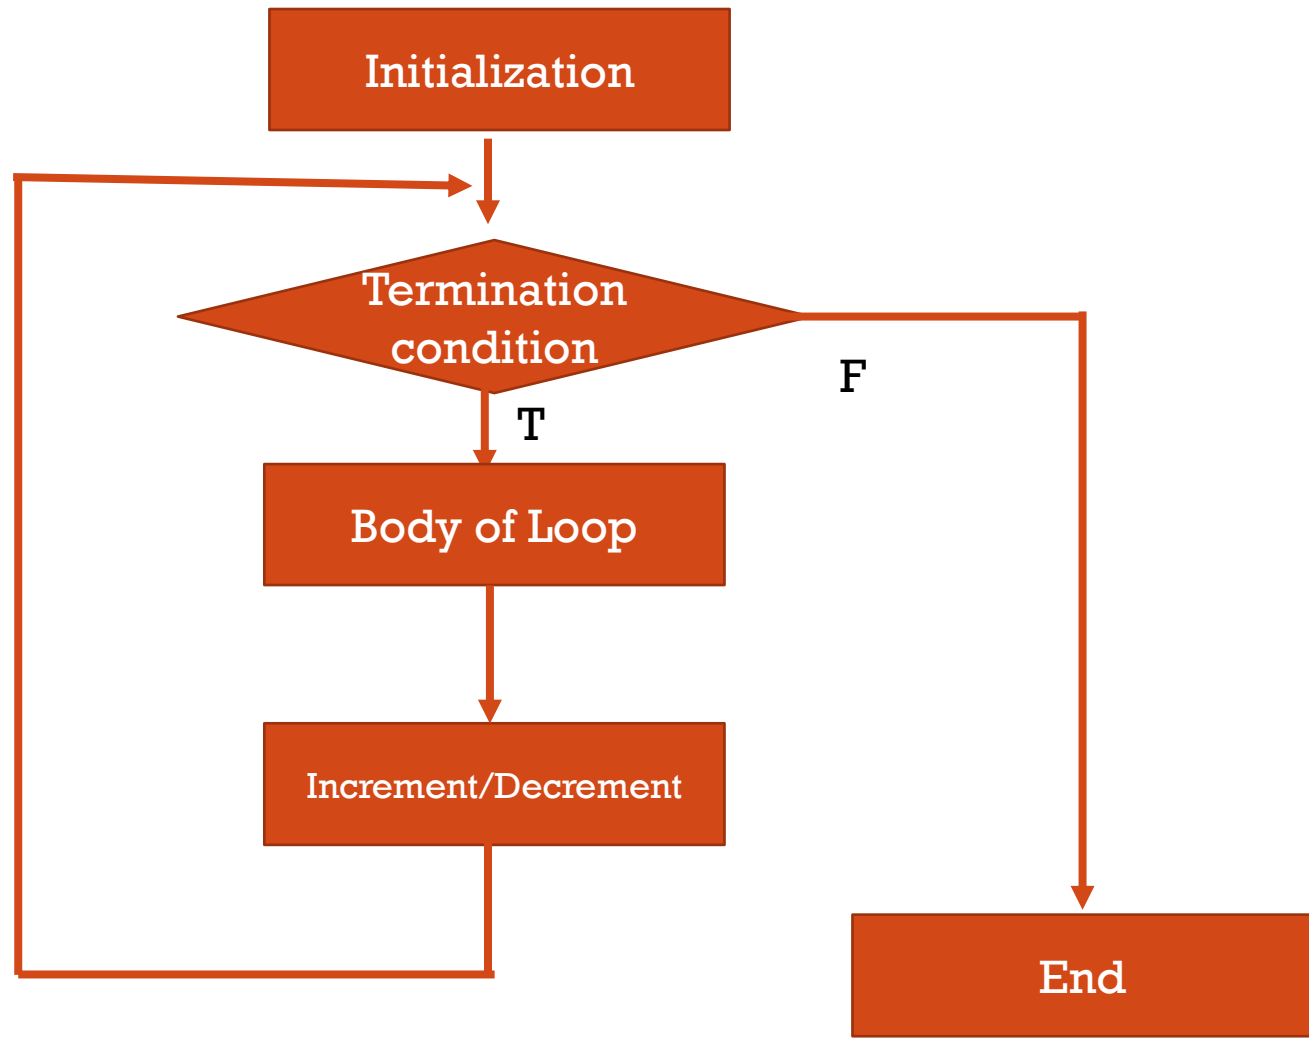 Initialization
Termination
condition
F
T
Body of Loop
Increment/Decrement
End